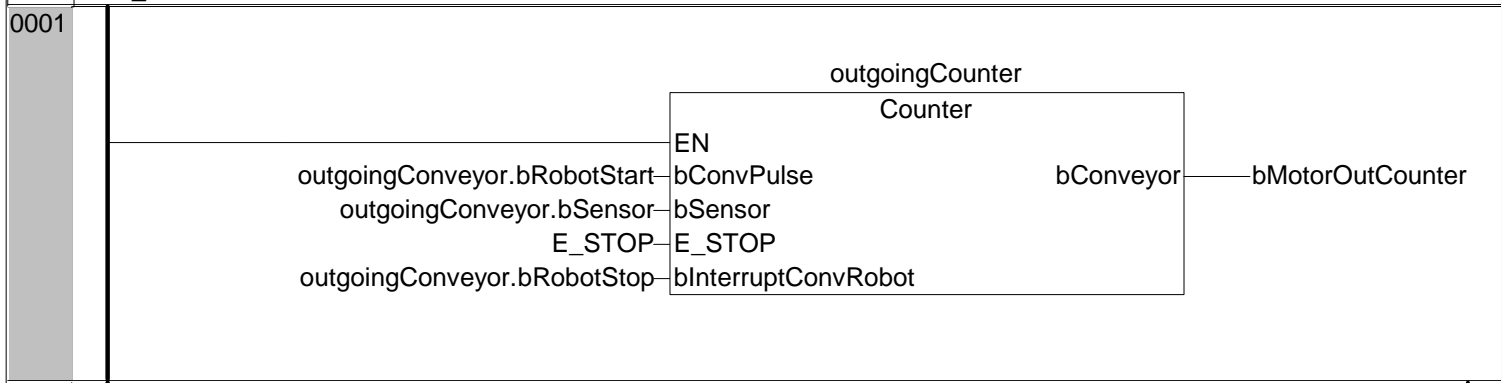 0001
outgoingCounter
Counter
EN
outgoingConveyor.bRobotStart bConvPulse bConveyor bMotorOutCounter
outgoingConveyor.bSensor bSensor
E_STOP E_STOP
outgoingConveyor.bRobotStop bInterruptConvRobot